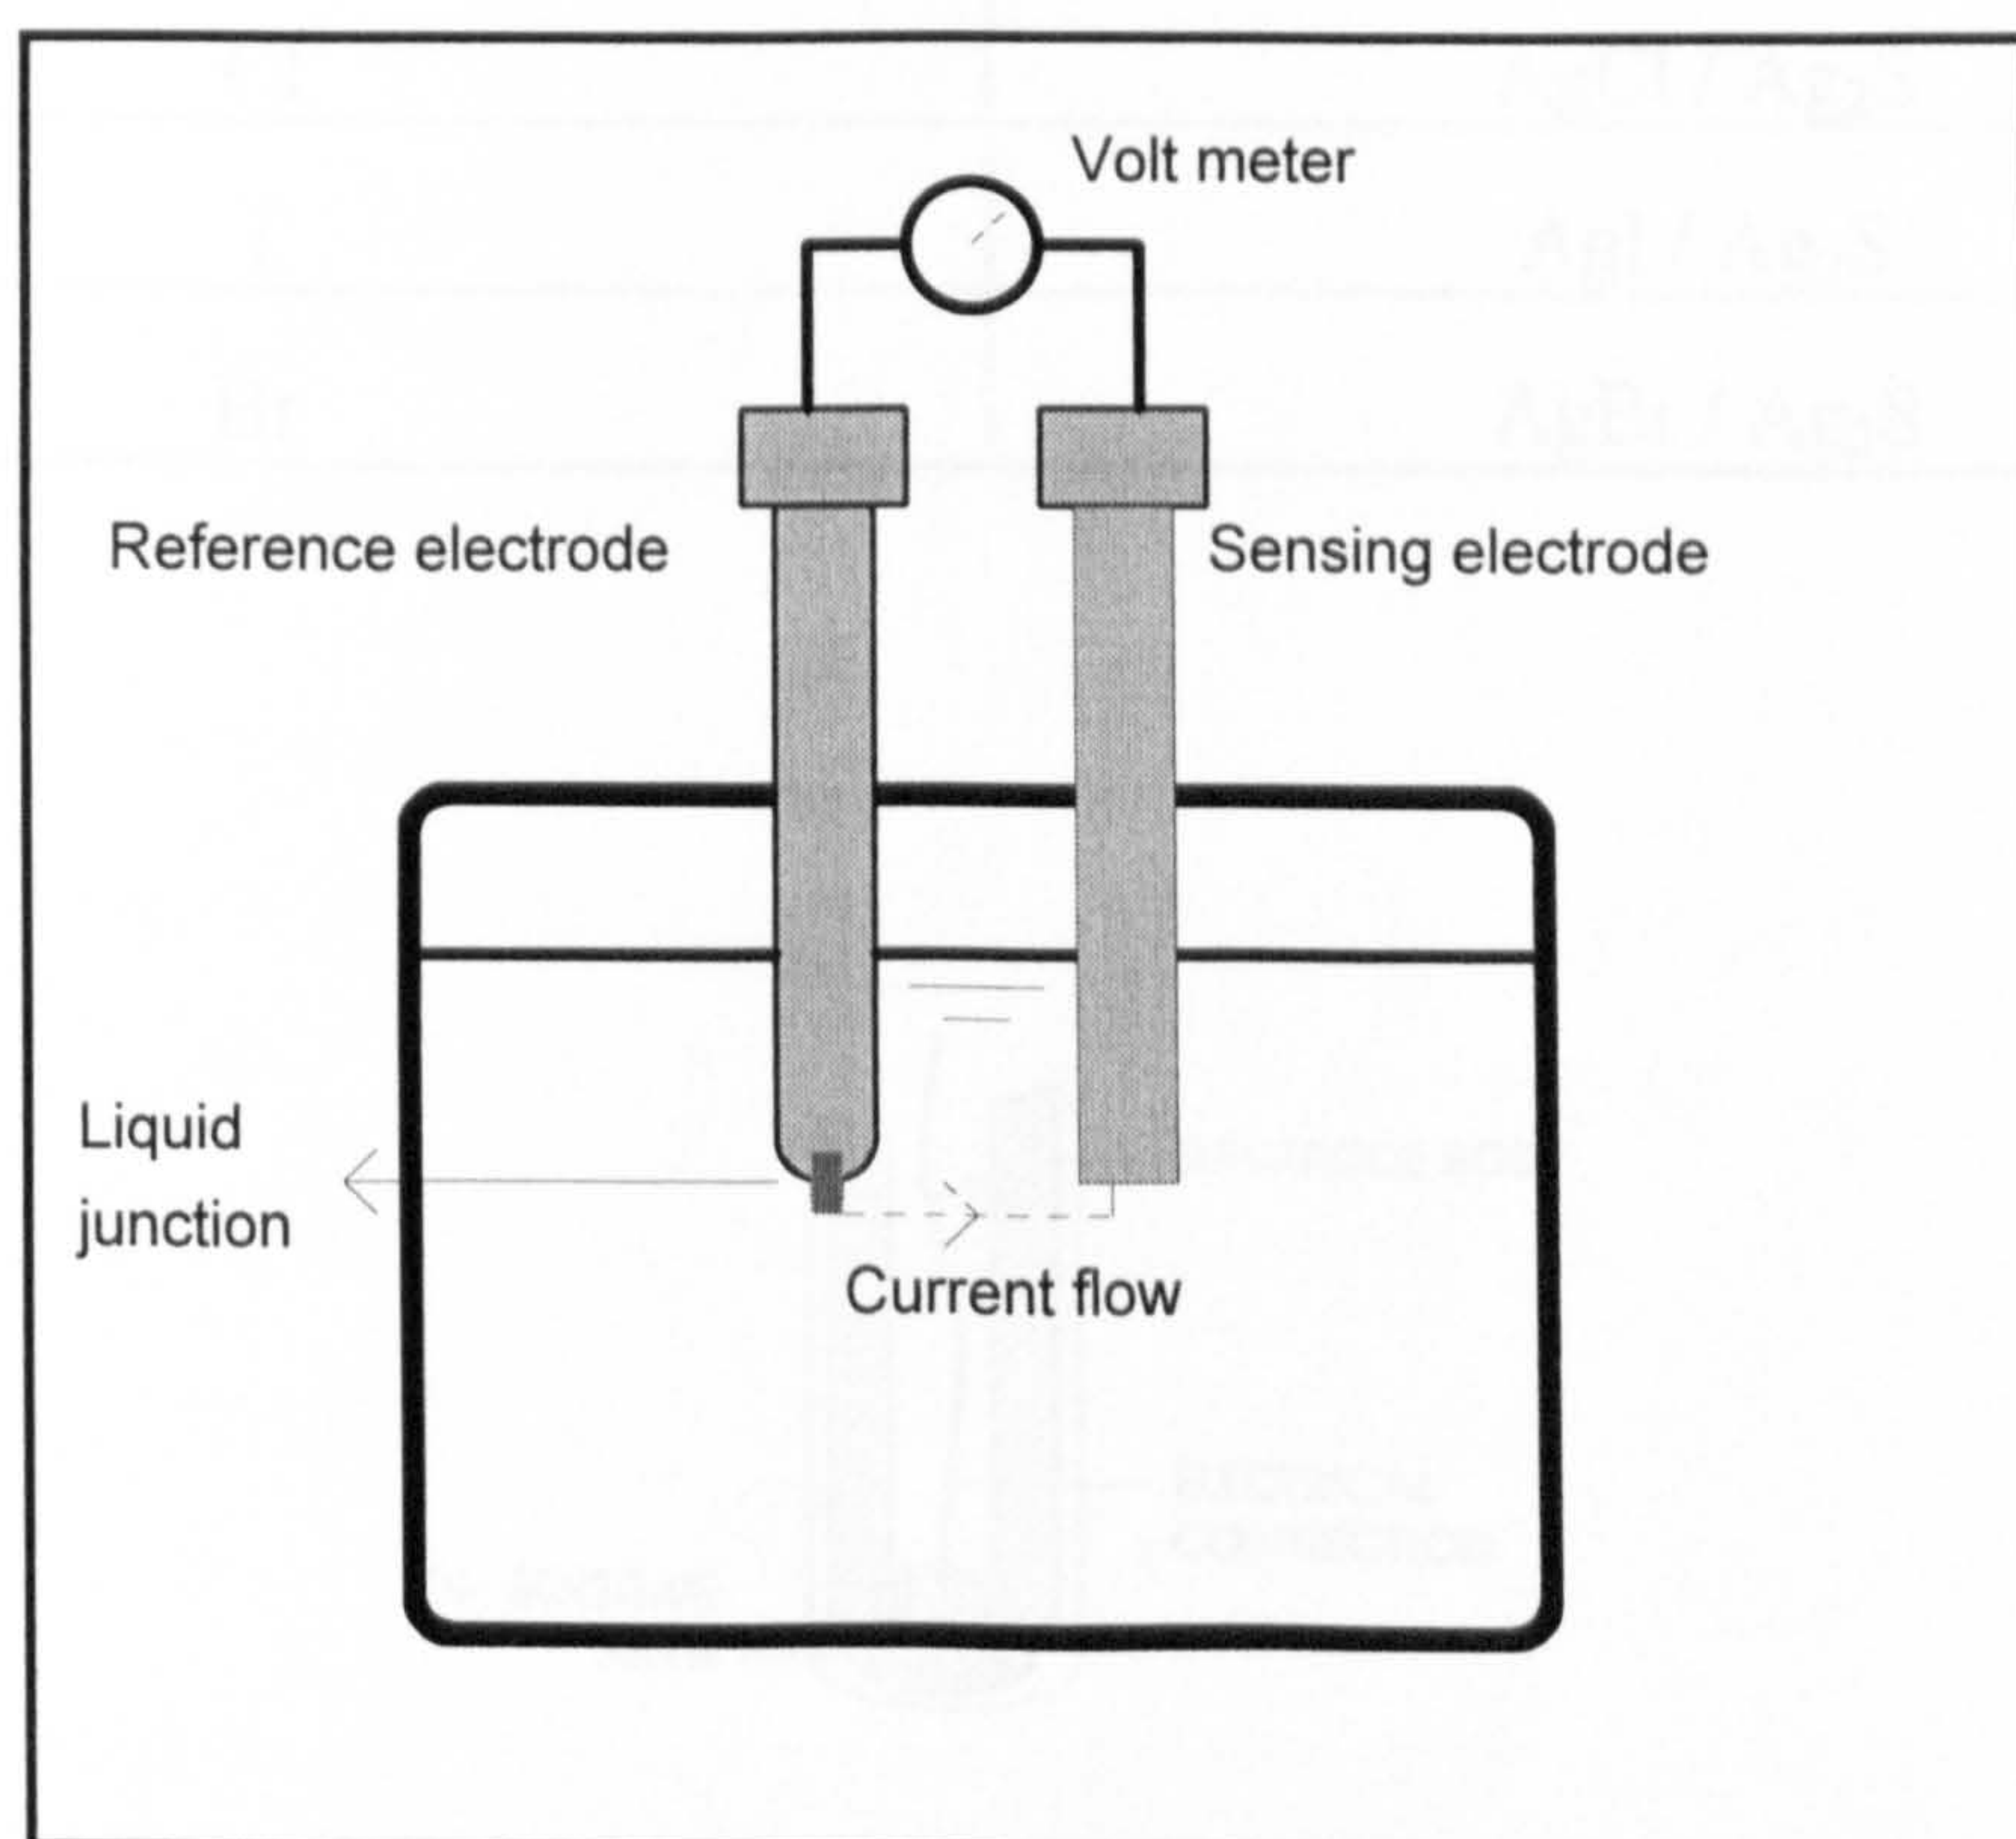 Volt meter
Reference electrode
Sensing electrode
Liquid
junction
Current flow